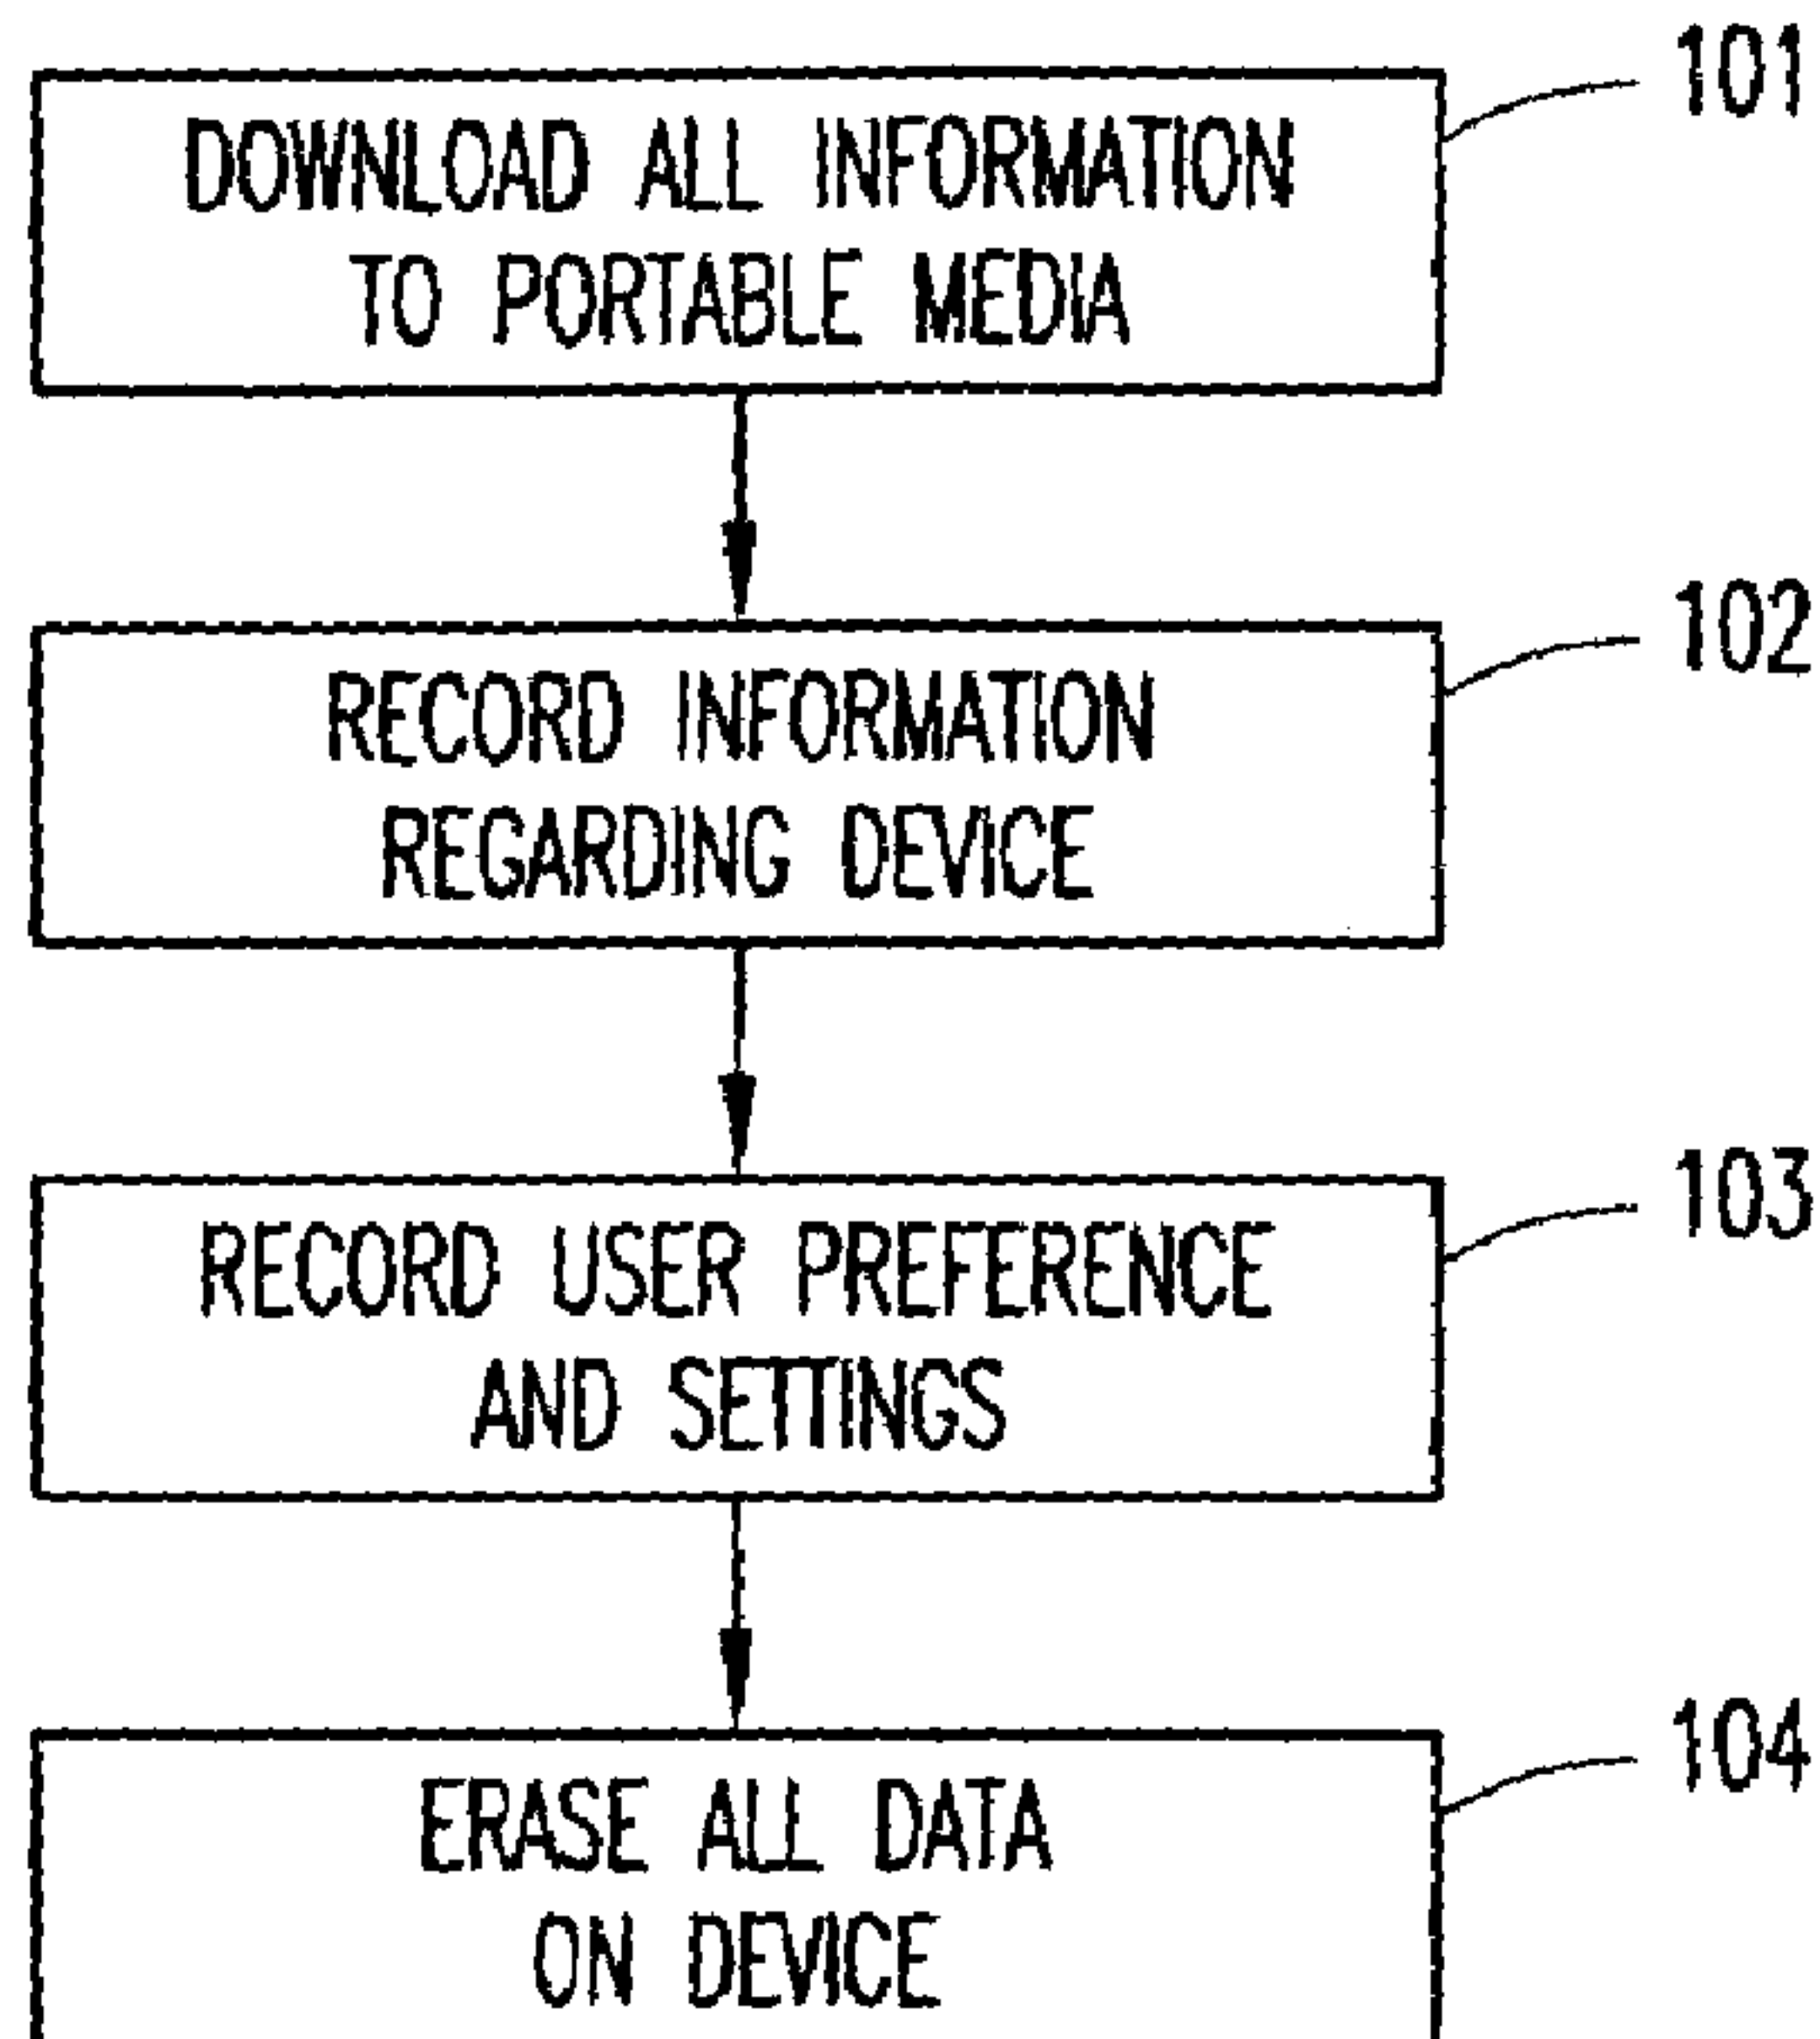 101
DOWNLOAD ALL INFORMATION
TO PORTABLE MEDIA
102
RECORD INFORMATION
REGARDING DEVICE
103
RECORD USER PREFERENCE
AND SETTINGS
104
ERASE ALL DATA
ON DEVICE